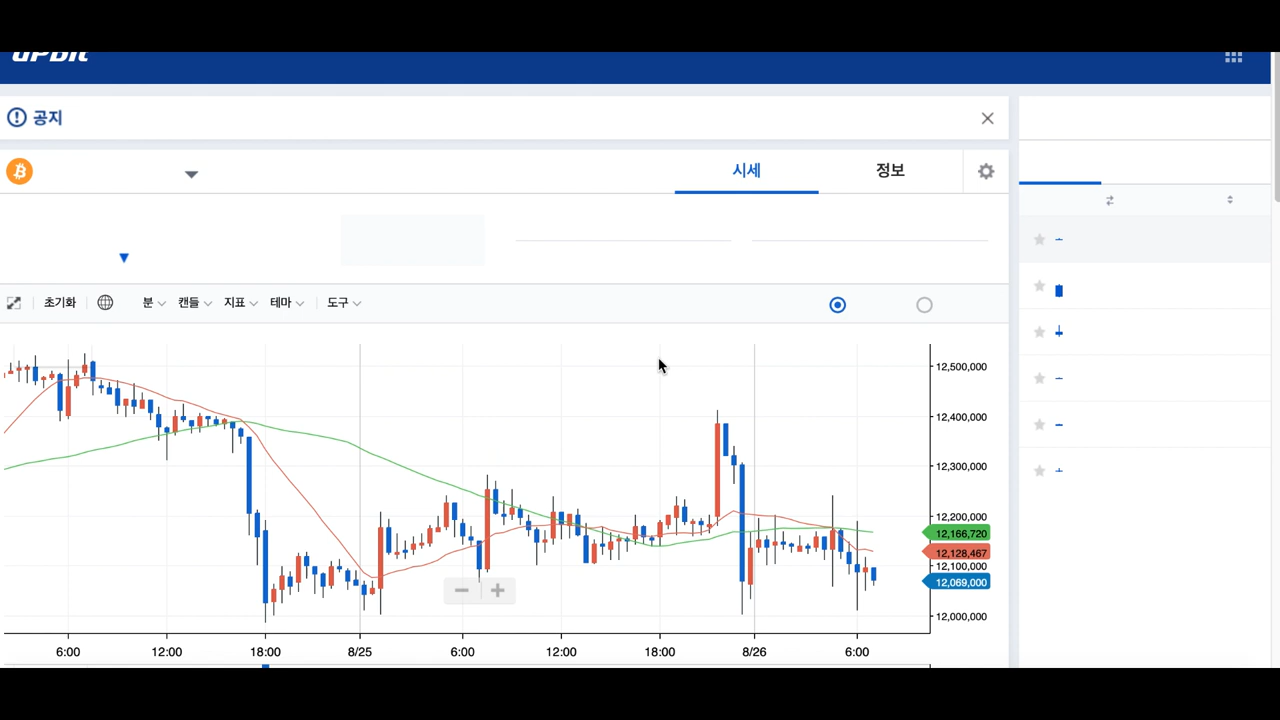 upbit
공지
시세 정보
초기화 분 캔들 지표 테마 도구
12,500,000
12,400,000
12,300,000
12,200,000
12,166,720
12,128,467
12,100,000
12,069,000
12,000,000
6:00 12:00 18:00 8/25 6:00 12:00 18:00 8/26 6:00